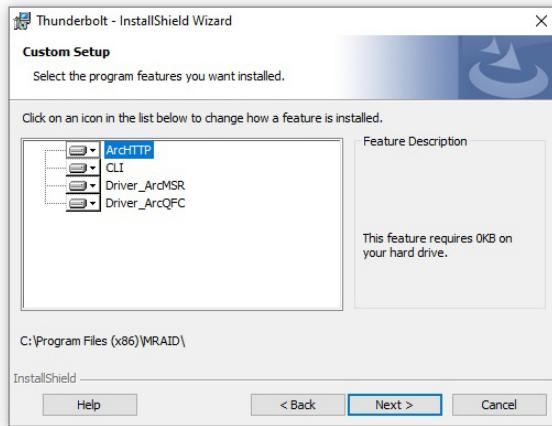 Thunderbolt - InstallShield Wizard
Custom Setup
Select the program features you want installed.
Click on an icon in the list below to change how a feature is installed.
ArcHTTP
CLI
Driver_ArcMSR
Driver_ArcQFC
Feature Description
This feature requires 0KB on
your hard drive.
C:\Program Files (x86)\MRAID\
InstallShield
Help
< Back
Next >
Cancel